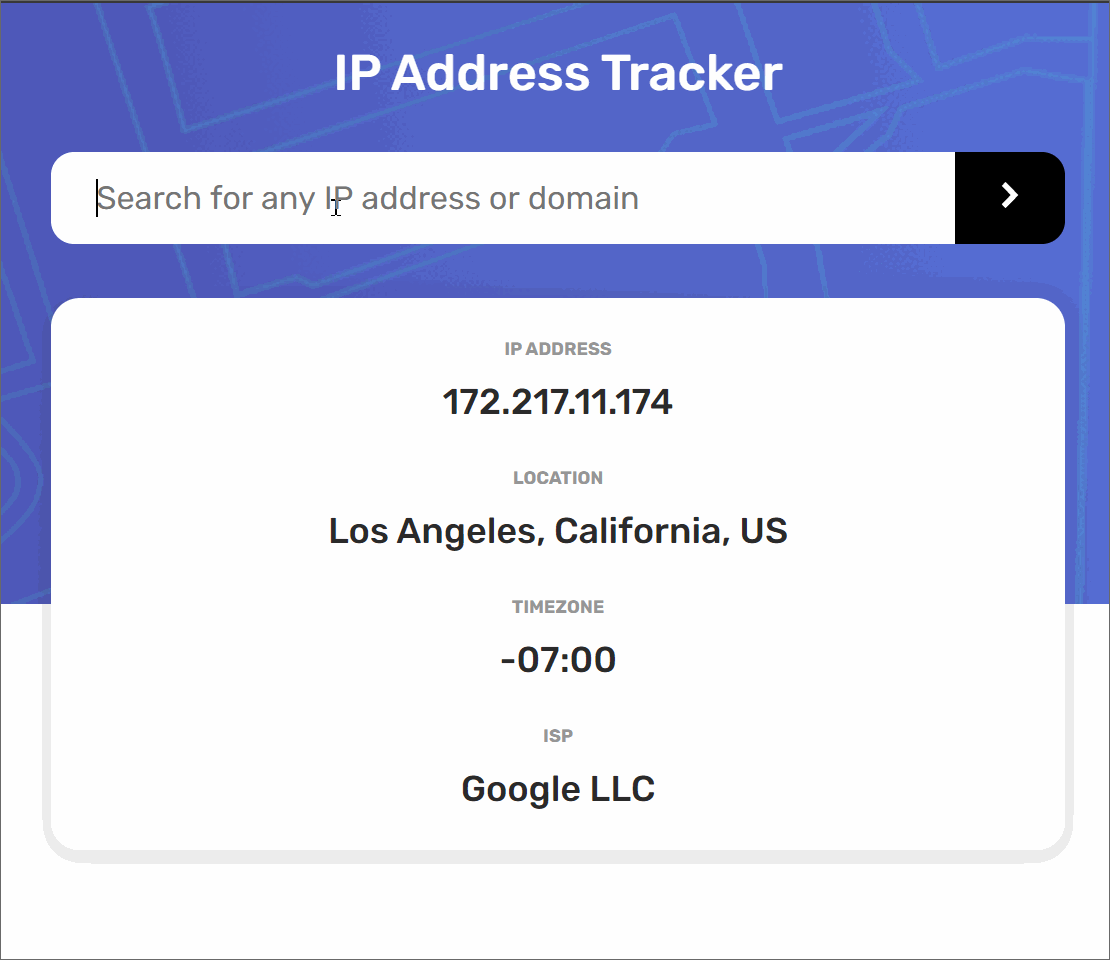 IP Address Tracker
Search for any IP address or domain
IP ADDRESS
172.217.11.174
LOCATION
Los Angeles, California, US
TIMEZONE
-07:00
ISP
Google LLC